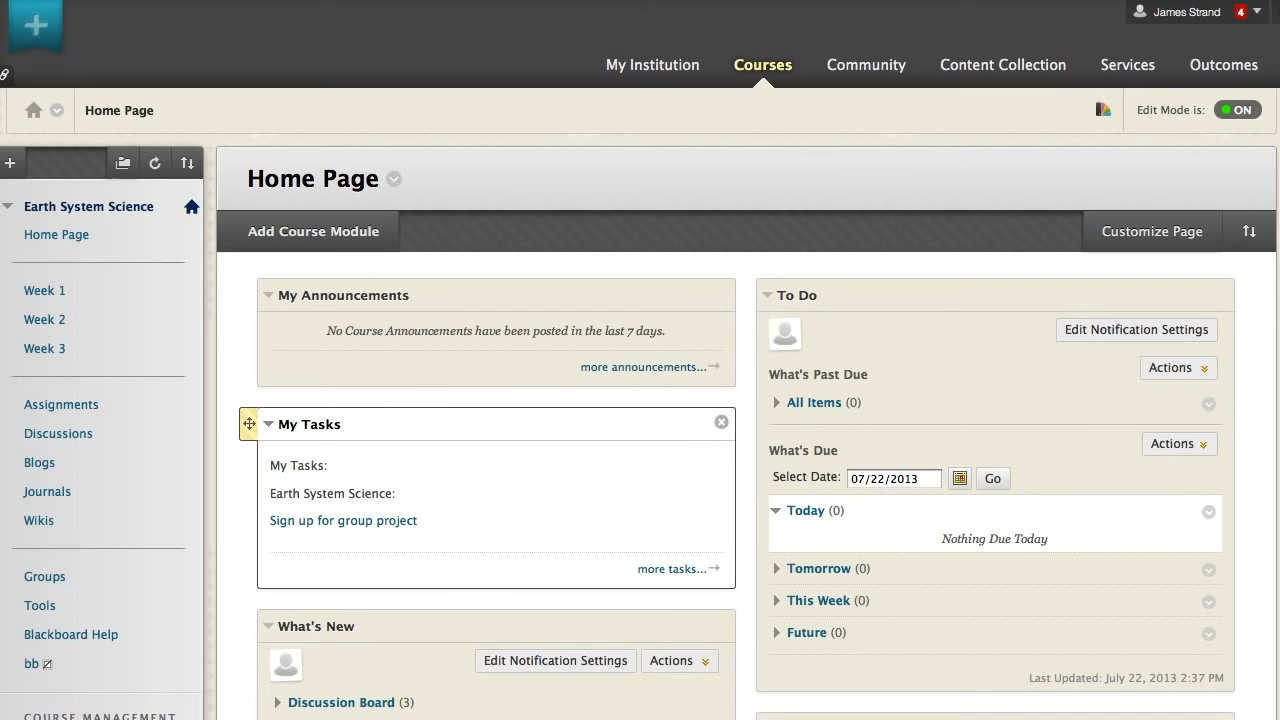 James Strand 4
My Institution Courses Community Content Collection Services Outcomes
Home Page
Edit Mode is: ON
Earth System Science
Home Page
Week 1
Week 2
Week 3
Assignments
Discussions
Blogs
Journals
Wikis
Groups
Tools
Blackboard Help
bb
COURSE MANAGEMENT
Home Page
Add Course Module
Customize Page
My Announcements
No Course Announcements have been posted in the last 7 days.
more announcements...
My Tasks
My Tasks:
Earth System Science:
Sign up for group project
more tasks...
What's New
Edit Notification Settings Actions
Discussion Board (3)
To Do
Edit Notification Settings
What's Past Due Actions
All Items (0)
What's Due Actions
Select Date: 07/22/2013 Go
Today (0)
Nothing Due Today
Tomorrow (0)
This Week (0)
Future (0)
Last Updated: July 22, 2013 2:37 PM